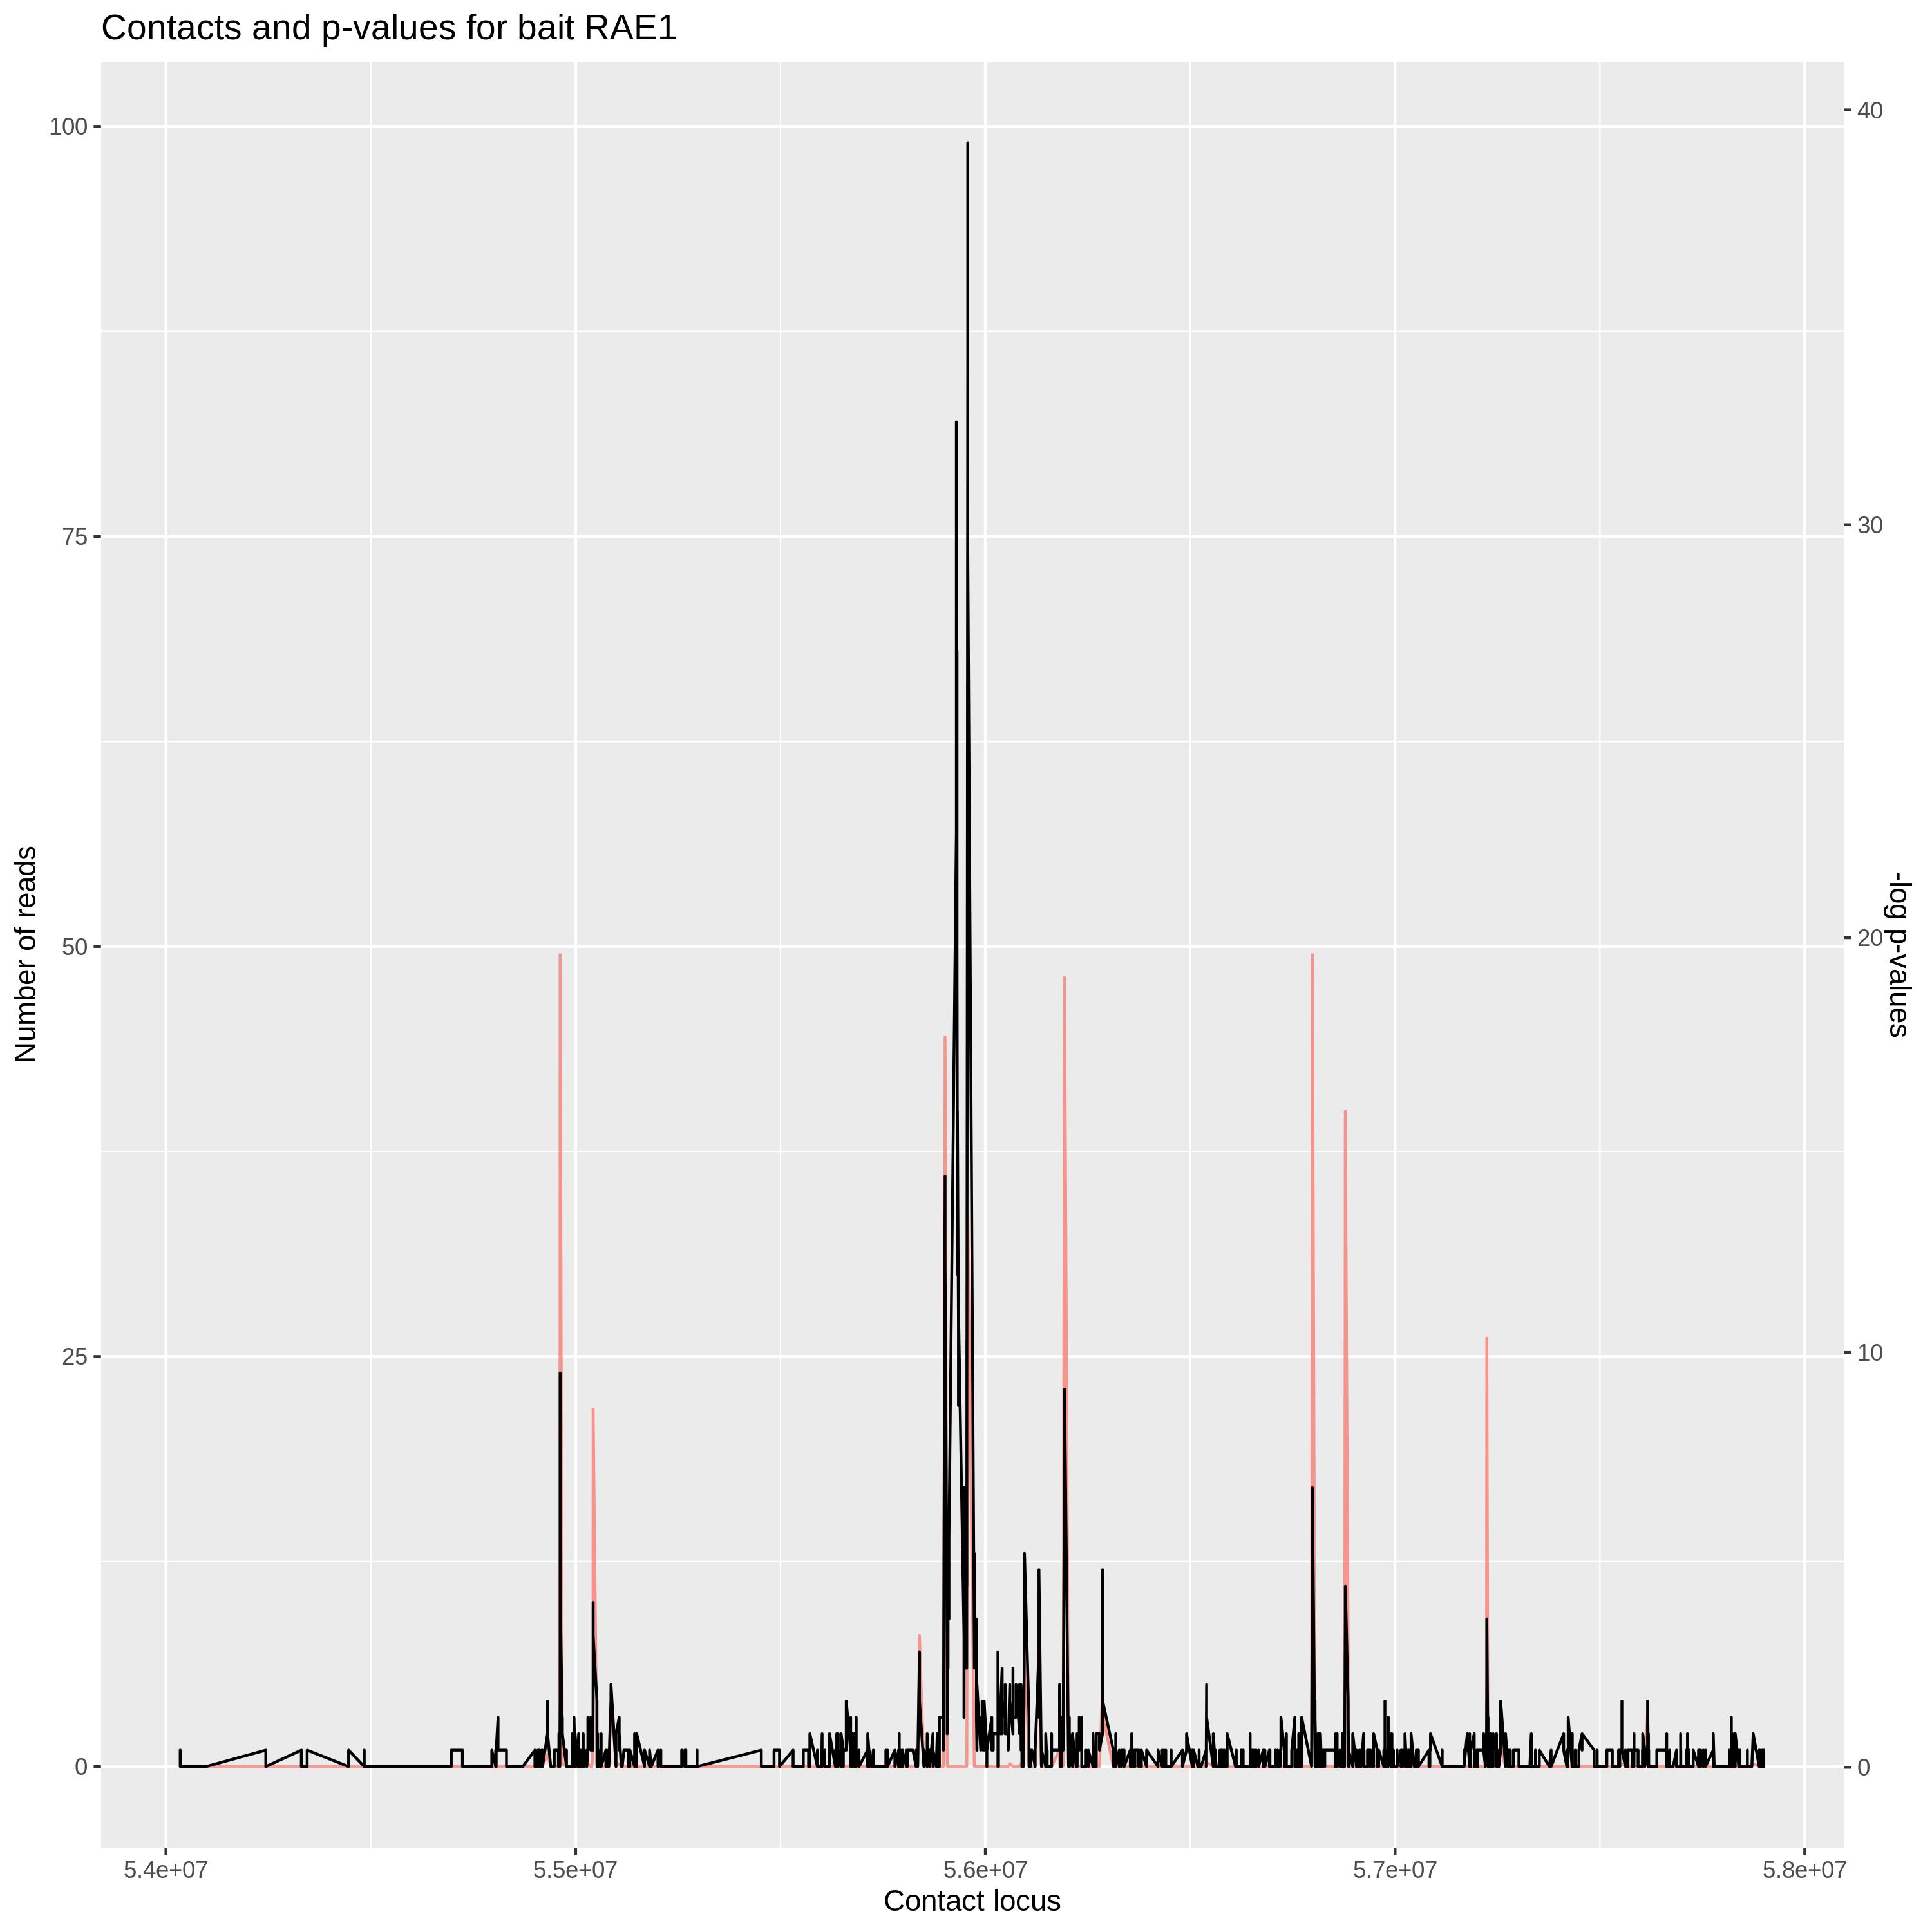 Contacts and p-values for bait RAE1
100
75
50
25
0
Number of reads
40
30
20
10
0
-log p-values
5.4e+07
5.5e+07
5.6e+07
5.7e+07
5.8e+07
Contact locus